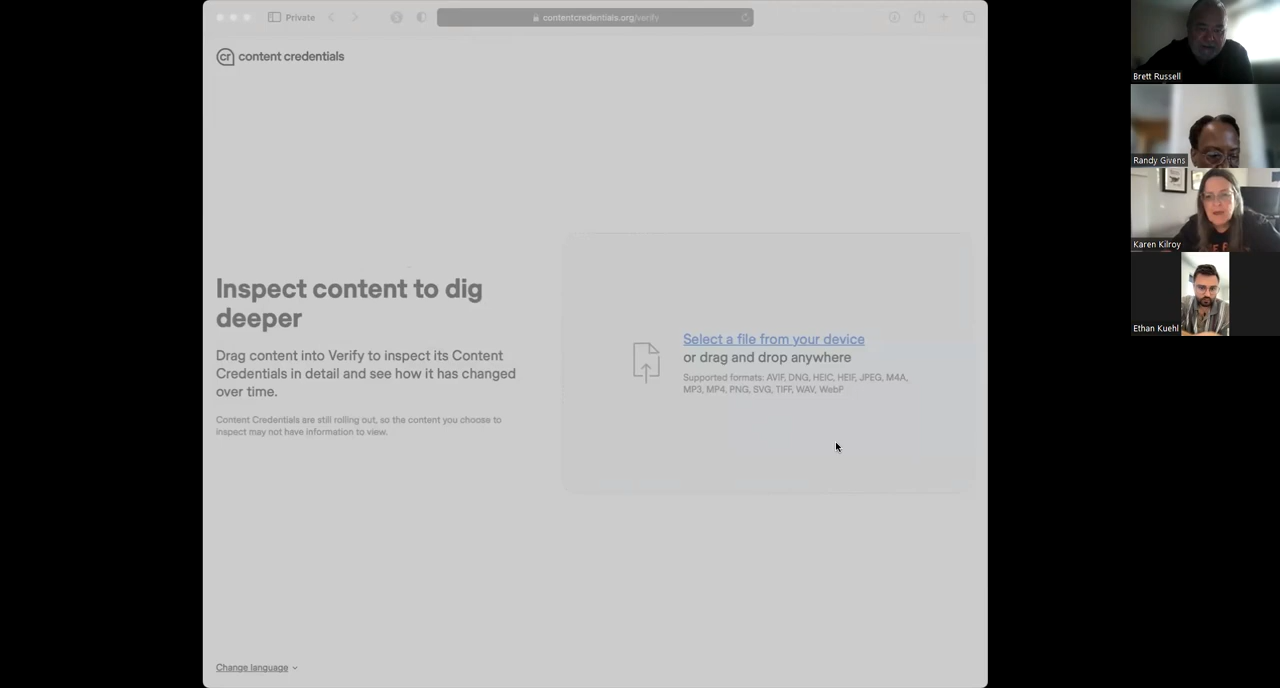 Private
contentcredentials.org/verify
cr content credentials
Inspect content to dig
deeper
Drag content into Verify to inspect its Content
Credentials in detail and see how it has changed
over time.
Content Credentials are still rolling out, so the content you choose to
inspect may not have information to view.
Select a file from your device
or drag and drop anywhere
Supported formats: AVIF, DNG, HEIC, HEIF, JPEG, M4A,
MP3, MP4, PNG, SVG, TIFF, WAV, WebP
Change language
Brett Russell
Randy Givens
Karen Kilroy
Ethan Kuehl